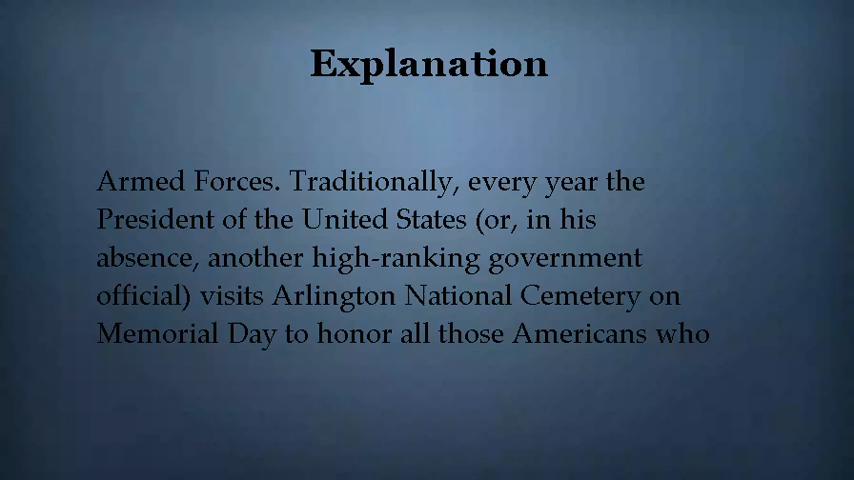 Explanation
Armed Forces. Traditionally, every year the
President of the United States (or, in his
absence, another high-ranking government
official) visits Arlington National Cemetery on
Memorial Day to honor all those Americans who